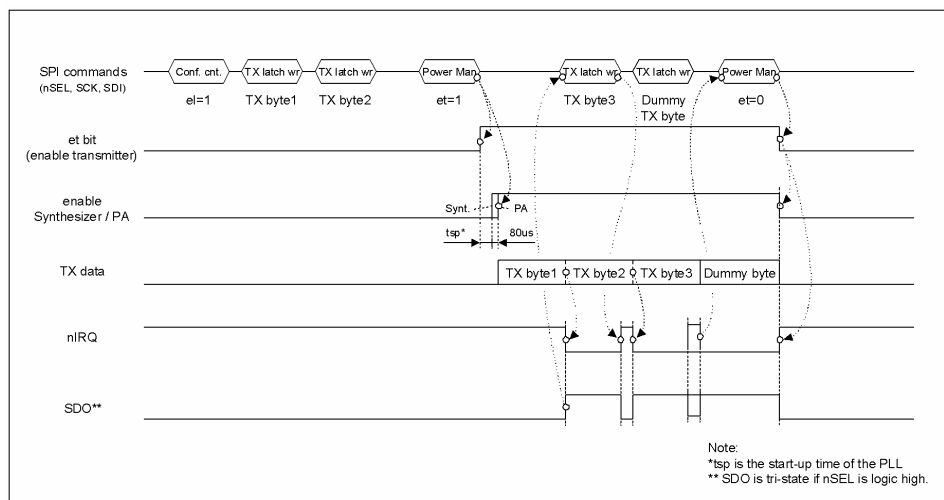 SPI commands
(nSEL, SCK, SDI)
Conf. cnt.
TX latch wr
TX latch wr
Power Man
TX latch wr
TX latch wr
Power Man
el=1
TX byte1
TX byte2
et=1
TX byte3
Dummy
TX byte
et=0
et bit
(enable transmitter)
enable
Synthesizer / PA
Synt.
PA
tsp*
80us
TX data
TX byte1
TX byte2
TX byte3
Dummy byte
nIRQ
SDO**
Note:
*tsp is the start-up time of the PLL
** SDO is tri-state if nSEL is logic high.